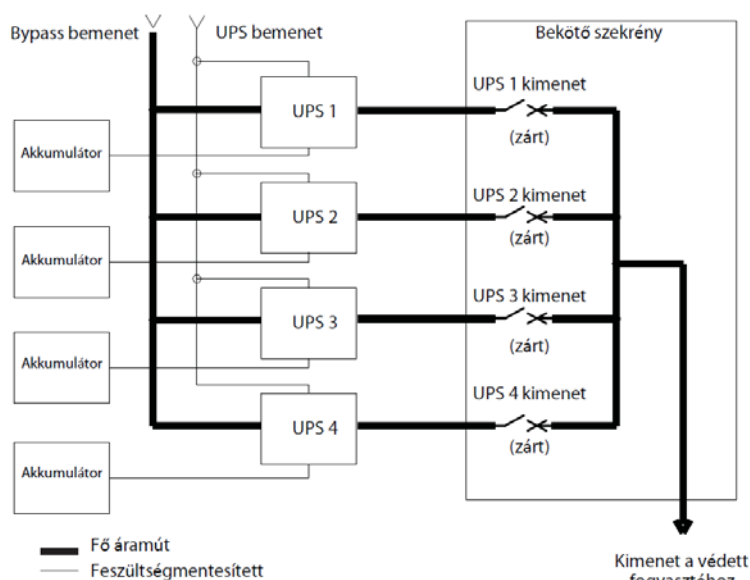 Bypass bemenet
UPS bemenet
Bekötő szekrény
UPS 1
UPS 1 kimenet
(zárt)
Akkumulátor
UPS 2
UPS 2 kimenet
(zárt)
Akkumulátor
UPS 3
UPS 3 kimenet
(zárt)
Akkumulátor
UPS 4
UPS 4 kimenet
(zárt)
Akkumulátor
Fő áramút
Feszültségmentesített
Kimenet a védett
fogyasztóhoz